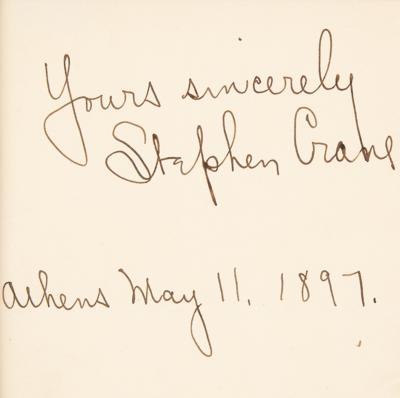 Yours sincerely
Stephen Crane
Athens May 11. 1897.